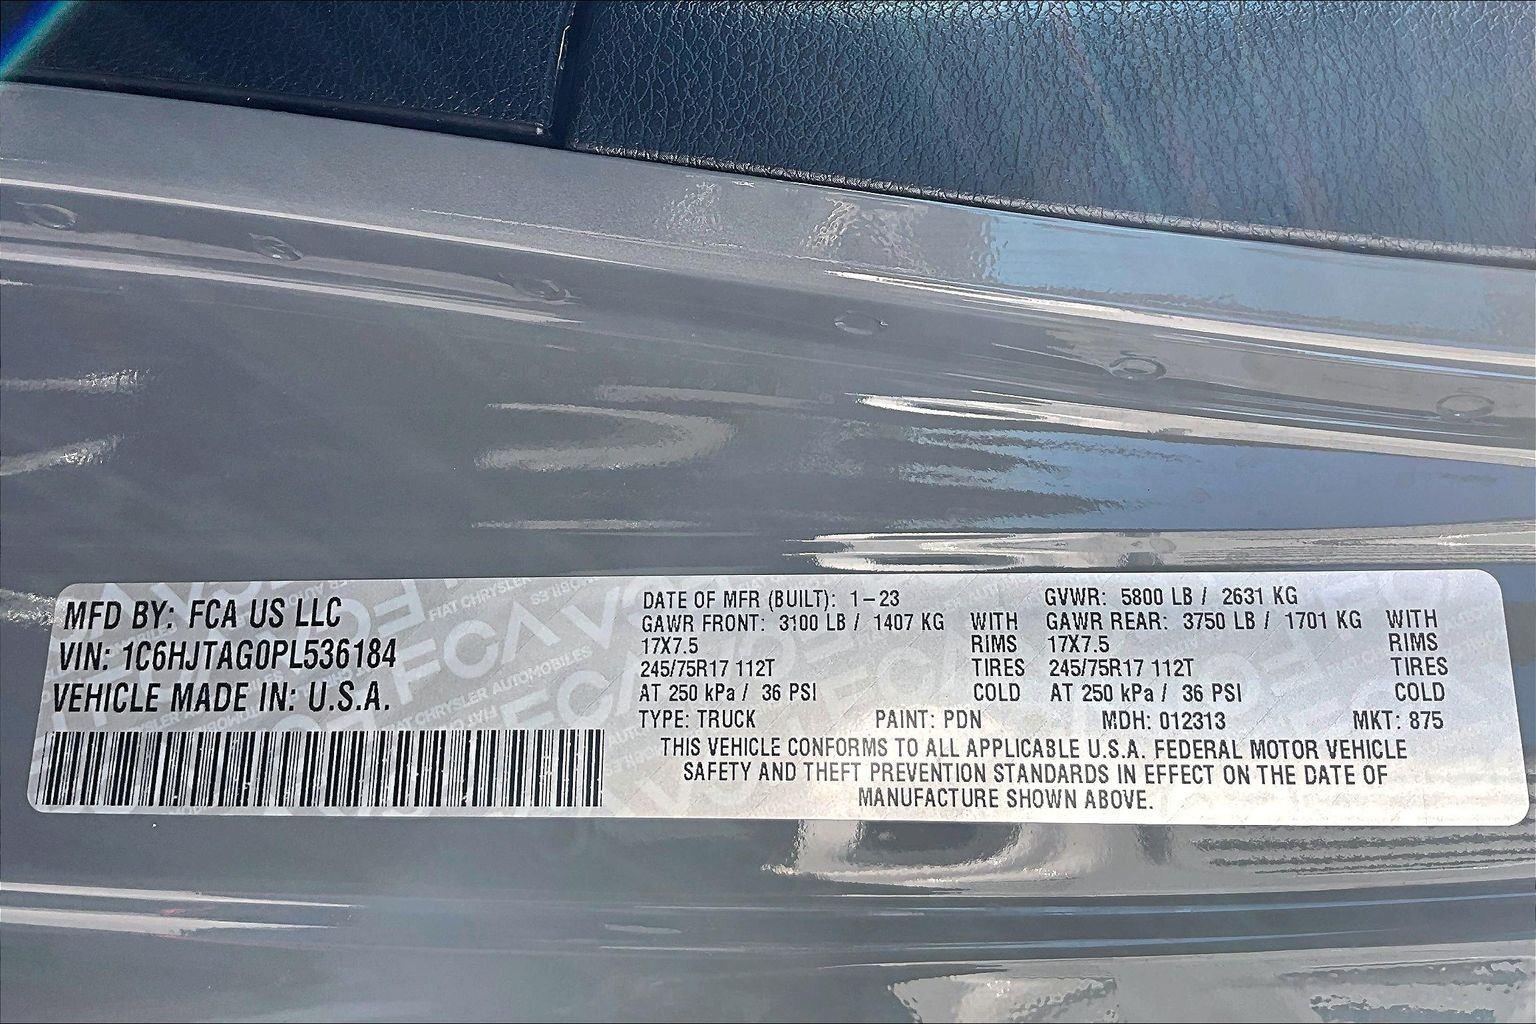 MFD BY: FCA US LLC
VIN: 1C6HJTAG0PL536184
VEHICLE MADE IN: U.S.A.
DATE OF MFR (BUILT): 1-23 GVWR: 5800 LB / 2631 KG
GAWR FRONT: 3100 LB / 1407 KG WITH GAWR REAR: 3750 LB / 1701 KG WITH
17X7.5 RIMS 17X7.5 RIMS
245/75R17 112T TIRES 245/75R17 112T TIRES
AT 250 kPa / 36 PSI COLD AT 250 kPa / 36 PSI COLD
TYPE: TRUCK PAINT: PDN MDH: 012313 MKT: 875
THIS VEHICLE CONFORMS TO ALL APPLICABLE U.S.A. FEDERAL MOTOR VEHICLE
SAFETY AND THEFT PREVENTION STANDARDS IN EFFECT ON THE DATE OF
MANUFACTURE SHOWN ABOVE.